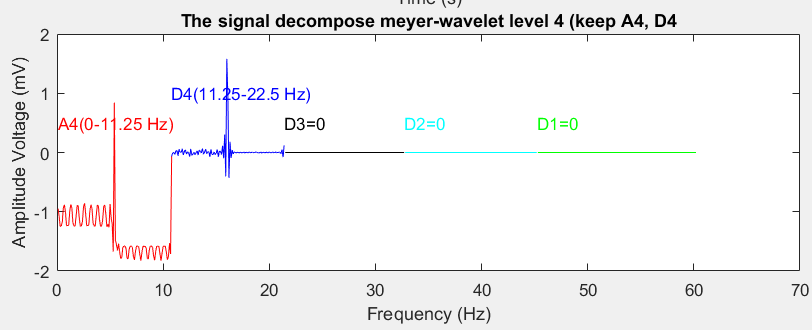 Time (s)
The signal decompose meyer-wavelet level 4 (keep A4, D4
Amplitude Voltage (mV)
2
1
0
-1
-2
A4(0-11.25 Hz)
D4(11.25-22.5 Hz)
D3=0
D2=0
D1=0
0
10
20
30
40
50
60
70
Frequency (Hz)